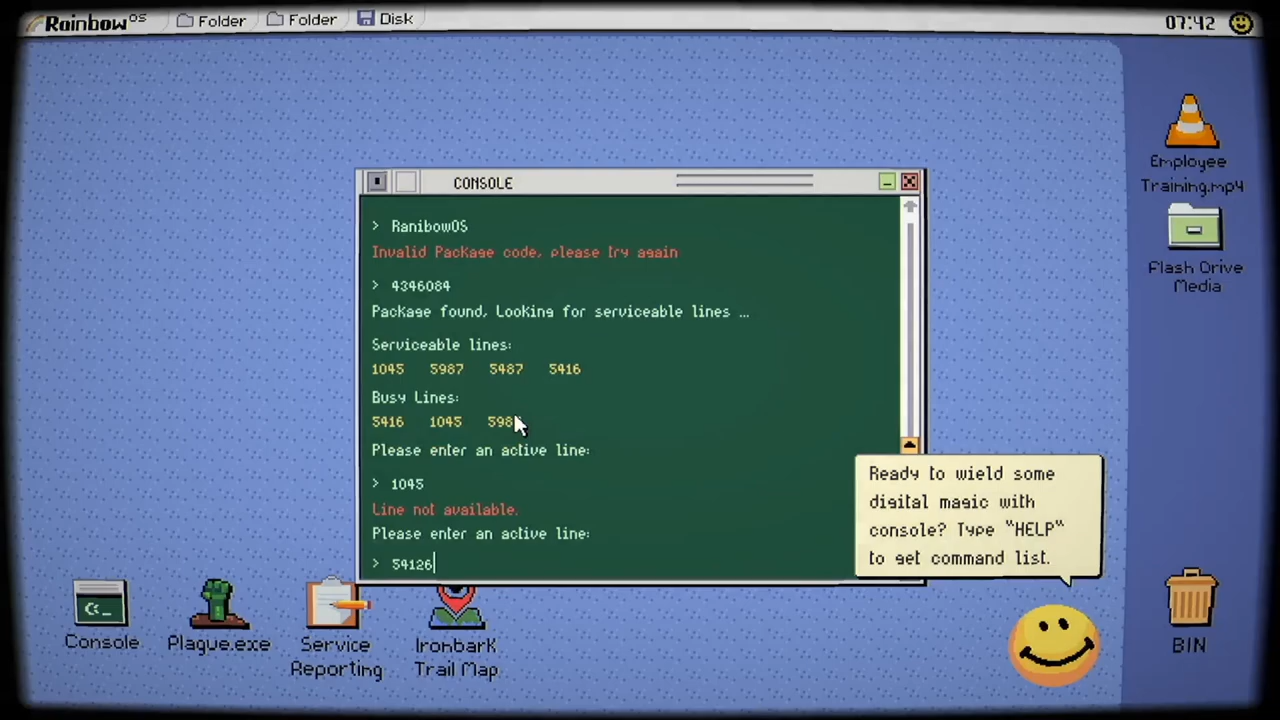 RainbowOS
Folder
Folder
Disk
07:42
Employee
Training.mp4
Flash Drive
Media
CONSOLE
> RanibowOS
Invalid Package code, please try again
> 4346084
Package found, Looking for serviceable lines ...
Serviceable lines:
1045 5987 5487 5416
Busy Lines:
5416 1045
Please enter an active line:
> 1045
Line not available.
Please enter an active line:
> 54126
Ready to wield some
digital magic with
console? Type "HELP"
to get command list.
Console
Plague.exe
Service
Reporting
Ironbark
Trail Map
BIN